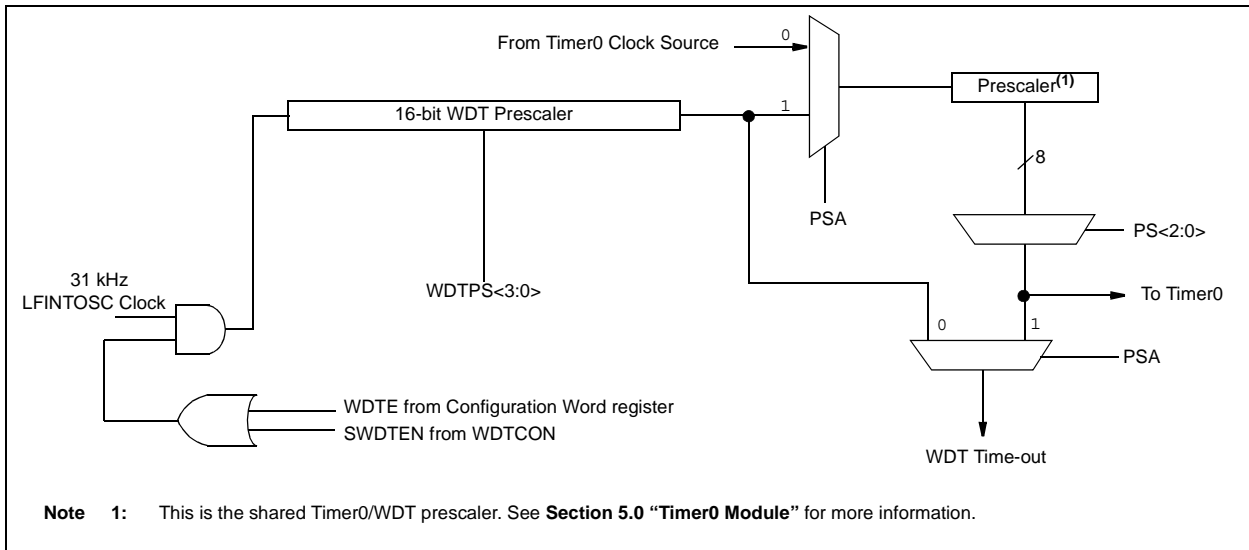 From Timer0 Clock Source
0
Prescaler(1)
16-bit WDT Prescaler
1
8
PSA
PS<2:0>
31 kHz
LFINTOSC Clock
WDTPS<3:0>
To Timer0
0
1
PSA
WDTE from Configuration Word register
SWDTEN from WDTCON
WDT Time-out
Note 1: This is the shared Timer0/WDT prescaler. See Section 5.0 “Timer0 Module” for more information.